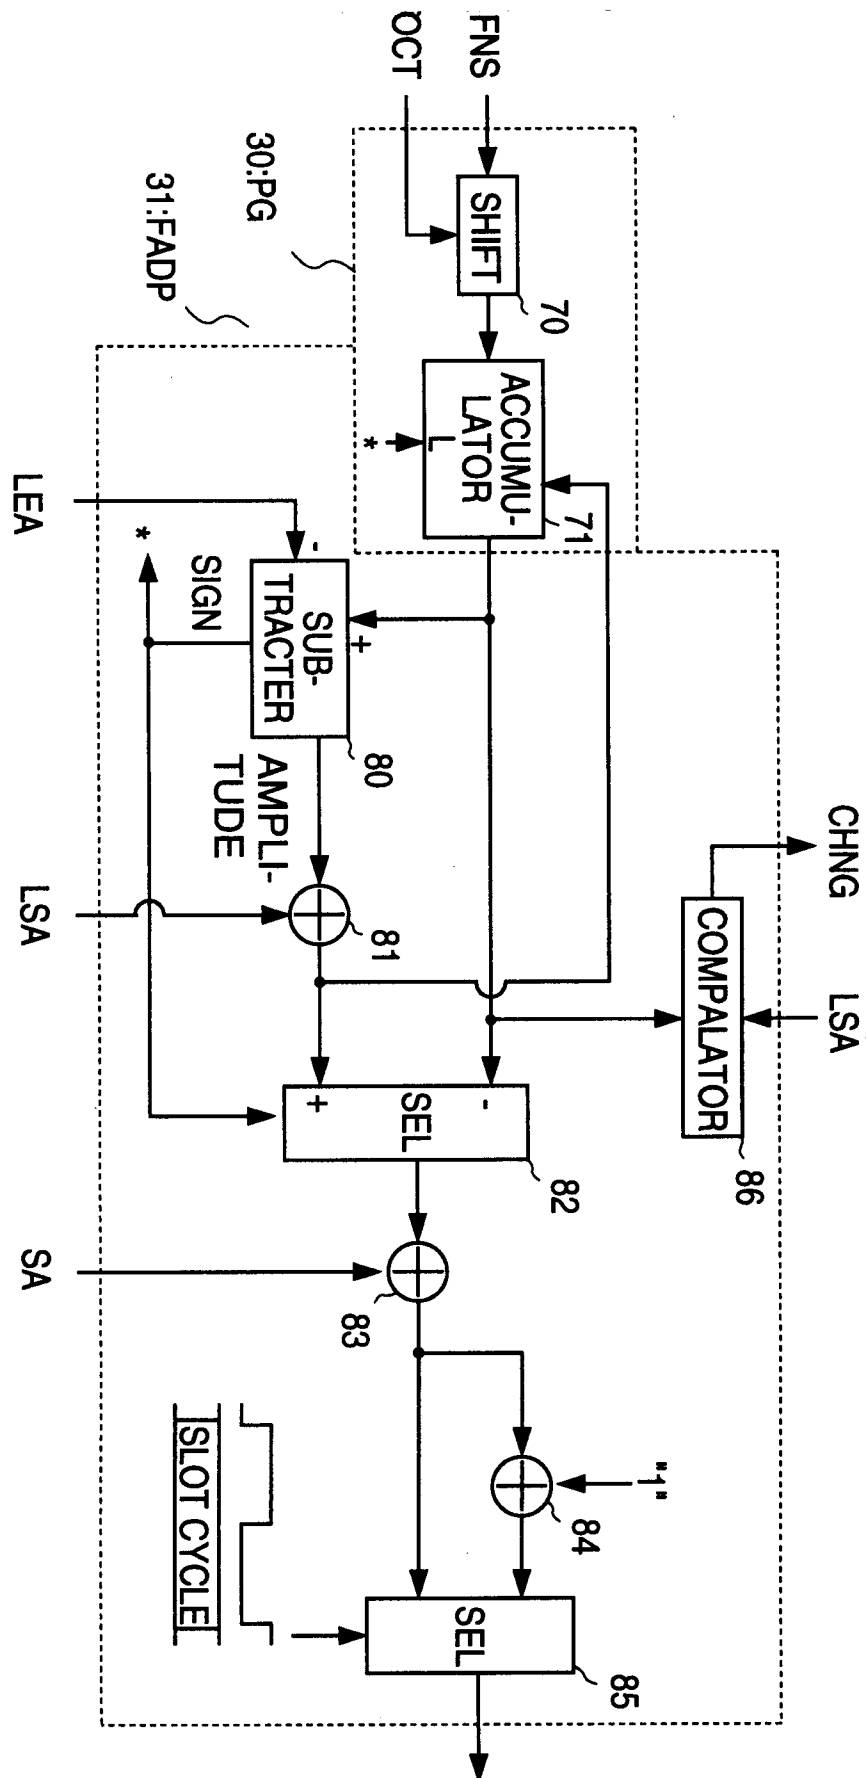 FNS
OCT
30:PG
31:FADP
SHIFT
70
ACCUMU-
LATOR
L
*
71
LEA
*
SIGN
-
+
SUB-
TRACTER
80
AMPLI-
TUDE
LSA
81
CHNG
LSA
COMPALATOR
86
-
+
SEL
82
SA
83
"1"
84
SLOT CYCLE
SEL
85